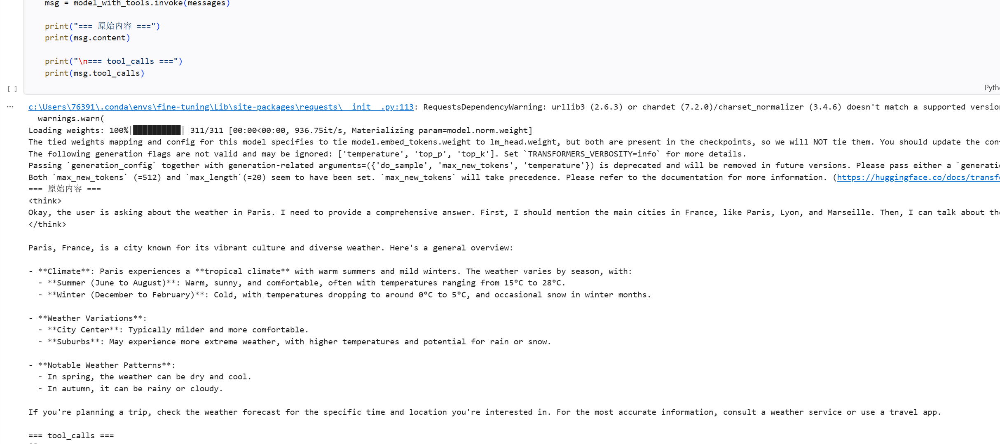 msg = model_with_tools.invoke(messages)
print("=== 原始内容 ===")
print(msg.content)
print("\n=== tool_calls ===")
print(msg.tool_calls)
[ ]
Pyth
...
c:\Users\76391\.conda\envs\fine-tuning\Lib\site-packages\requests\__init__.py:113: RequestsDependencyWarning: urllib3 (2.6.3) or chardet (7.2.0)/charset_normalizer (3.4.6) doesn't match a supported versio
warnings.warn(
Loading weights: 100%|██████████| 311/311 [00:00<00:00, 936.75it/s, Materializing param=model.norm.weight]
The tied weights mapping and config for this model specifies to tie model.embed_tokens.weight to lm_head.weight, but both are present in the checkpoints, so we will NOT tie them. You should update the con
The following generation flags are not valid and may be ignored: ['temperature', 'top_p', 'top_k']. Set `TRANSFORMERS_VERBOSITY=info` for more details.
Passing `generation_config` together with generation-related arguments=({'do_sample', 'max_new_tokens', 'temperature'}) is deprecated and will be removed in future versions. Please pass either a `generati
Both `max_new_tokens` (=512) and `max_length`(=20) seem to have been set. `max_new_tokens` will take precedence. Please refer to the documentation for more information. (https://huggingface.co/docs/transf
=== 原始内容 ===
<think>
Okay, the user is asking about the weather in Paris. I need to provide a comprehensive answer. First, I should mention the main cities in France, like Paris, Lyon, and Marseille. Then, I can talk about th
</think>
Paris, France, is a city known for its vibrant culture and diverse weather. Here's a general overview:
- **Climate**: Paris experiences a **tropical climate** with warm summers and mild winters. The weather varies by season, with:
- **Summer (June to August)**: Warm, sunny, and comfortable, often with temperatures ranging from 15°C to 28°C.
- **Winter (December to February)**: Cold, with temperatures dropping to around 0°C to 5°C, and occasional snow in winter months.
- **Weather Variations**:
- **City Center**: Typically milder and more comfortable.
- **Suburbs**: May experience more extreme weather, with higher temperatures and potential for rain or snow.
- **Notable Weather Patterns**:
- In spring, the weather can be dry and cool.
- In autumn, it can be rainy or cloudy.
If you're planning a trip, check the weather forecast for the specific time and location you're interested in. For the most accurate information, consult a weather service or use a travel app.
=== tool_calls ===